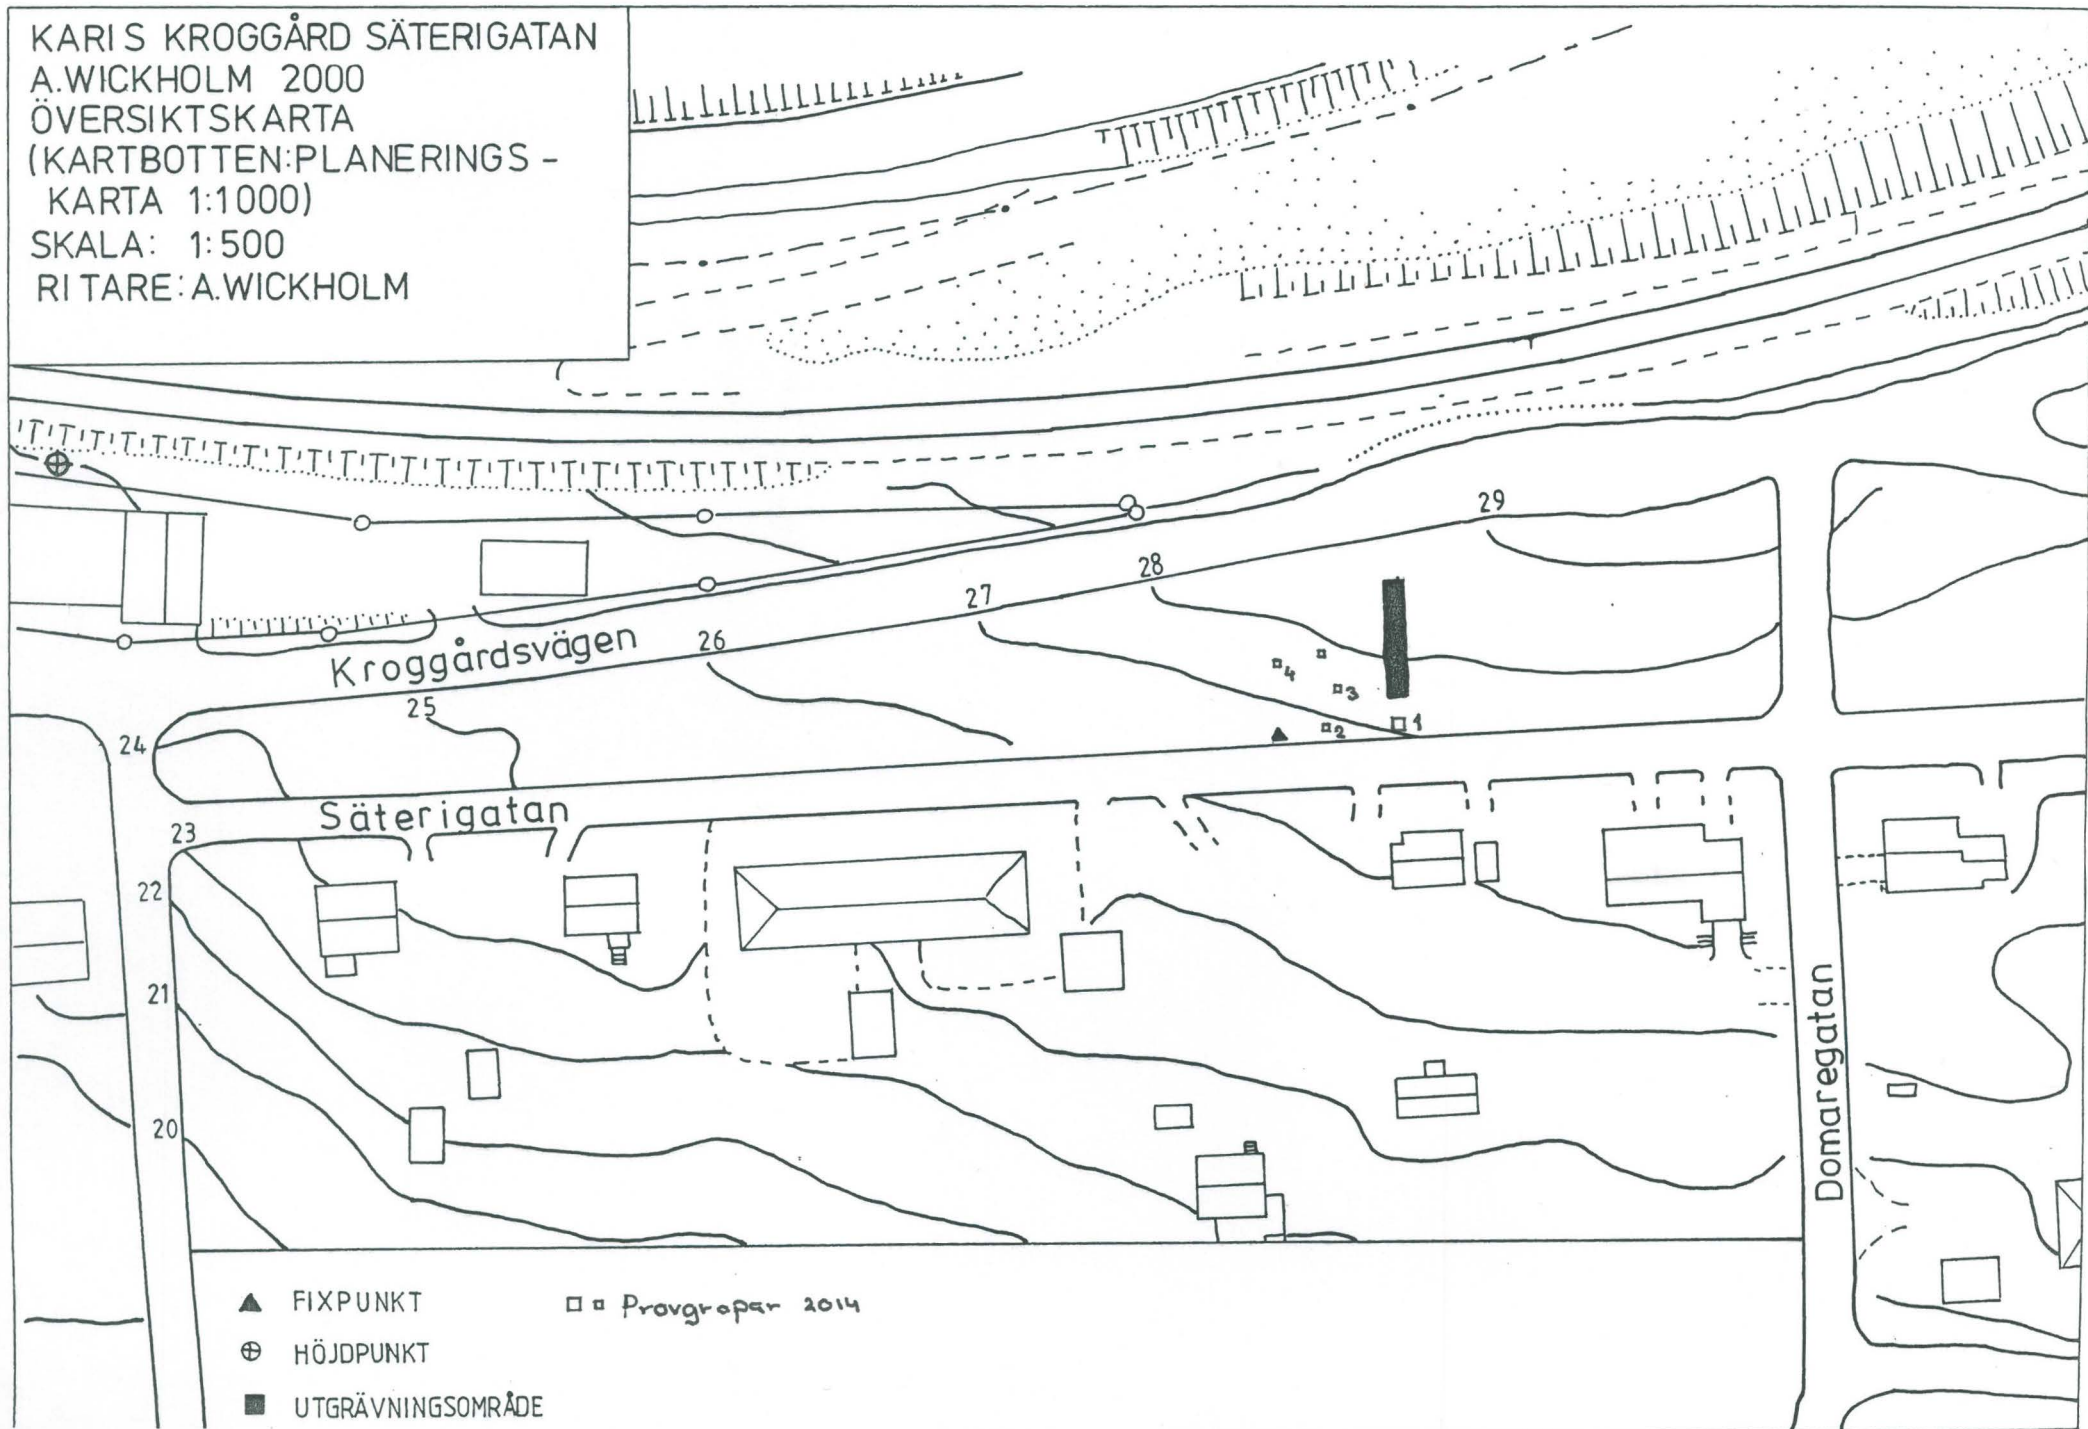 KARIS KROGGÅRD SÄTERIGATAN
A.WICKHOLM 2000
ÖVERSIKTSKARTA
(KARTBOTTEN:PLANERINGS-
KARTA 1:1000)
SKALA: 1:500
RITARE: A.WICKHOLM
29
28
27
26
Kroggårdsvägen
25
24
4
3
2
1
Säterigatan
23
22
21
20
Domaregatan
FIXPUNKT
Provgropar 2014
HÖJDPUNKT
UTGRÄVNINGSOMRÅDE